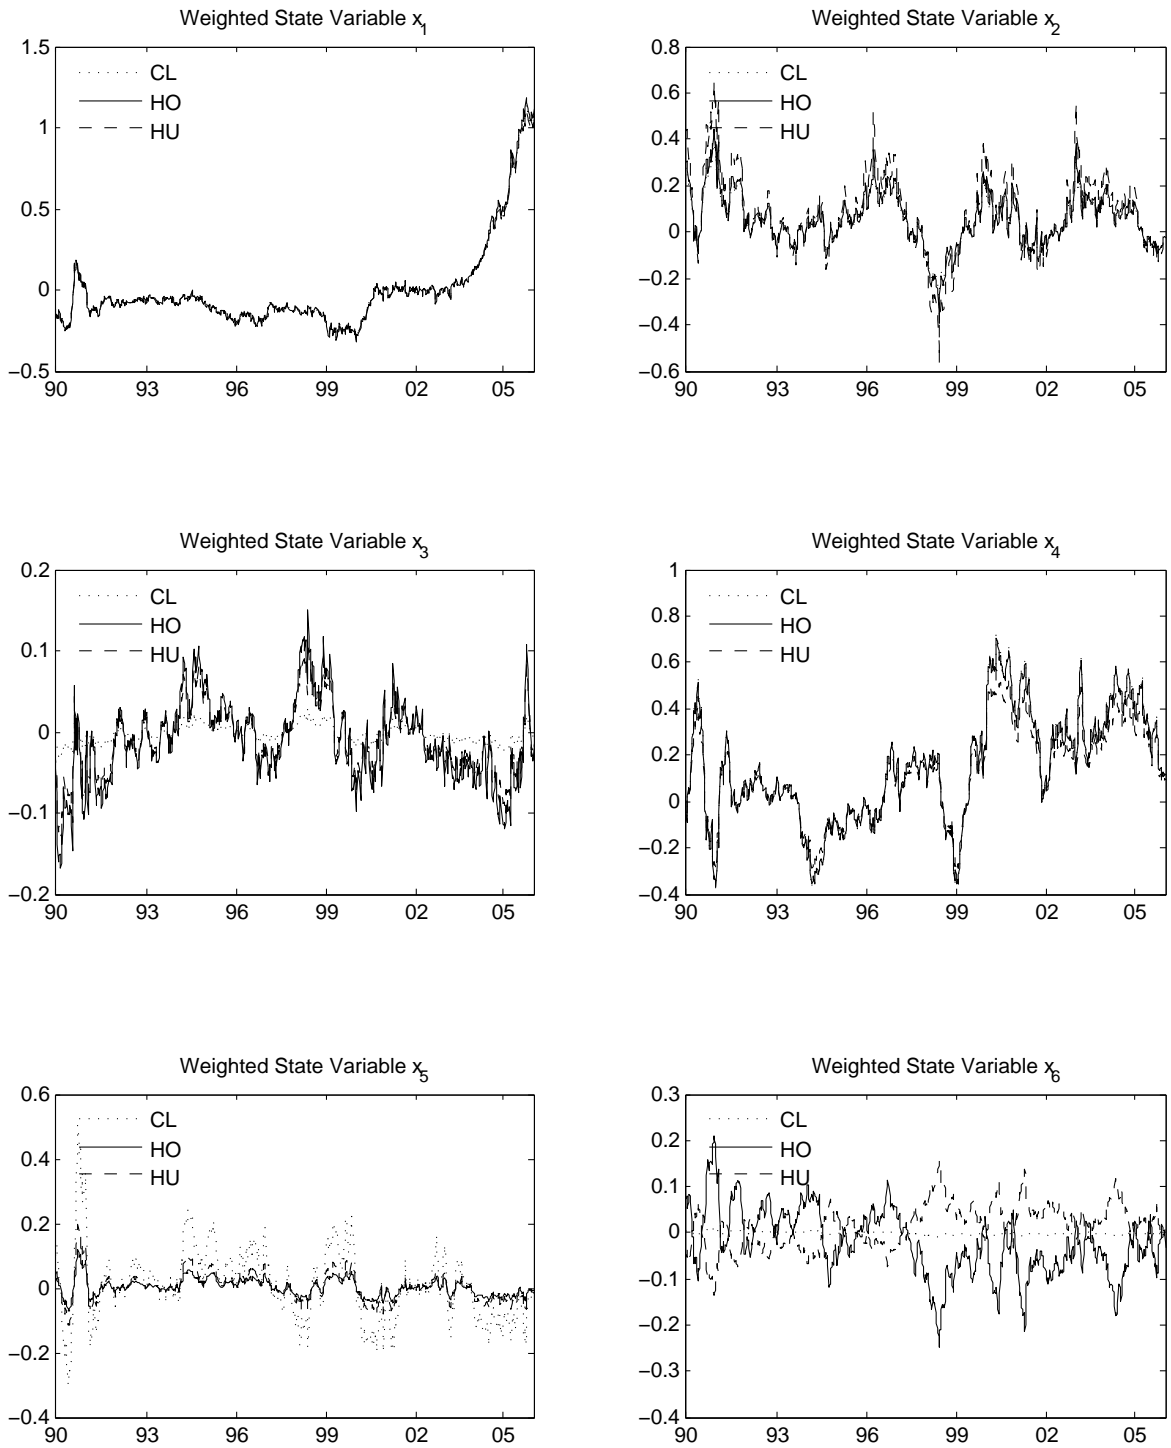 Weighted State Variable x1
1.5
1
0.5
0
−0.5
90 93 96 99 02 05
CL
HO
HU
Weighted State Variable x2
0.8
0.6
0.4
0.2
0
−0.2
−0.4
−0.6
90 93 96 99 02 05
CL
HO
HU
Weighted State Variable x3
0.2
0.1
0
−0.1
−0.2
90 93 96 99 02 05
CL
HO
HU
Weighted State Variable x4
1
0.8
0.6
0.4
0.2
0
−0.2
−0.4
90 93 96 99 02 05
CL
HO
HU
Weighted State Variable x5
0.6
0.4
0.2
0
−0.2
−0.4
90 93 96 99 02 05
CL
HO
HU
Weighted State Variable x6
0.3
0.2
0.1
0
−0.1
−0.2
−0.3
−0.4
90 93 96 99 02 05
CL
HO
HU